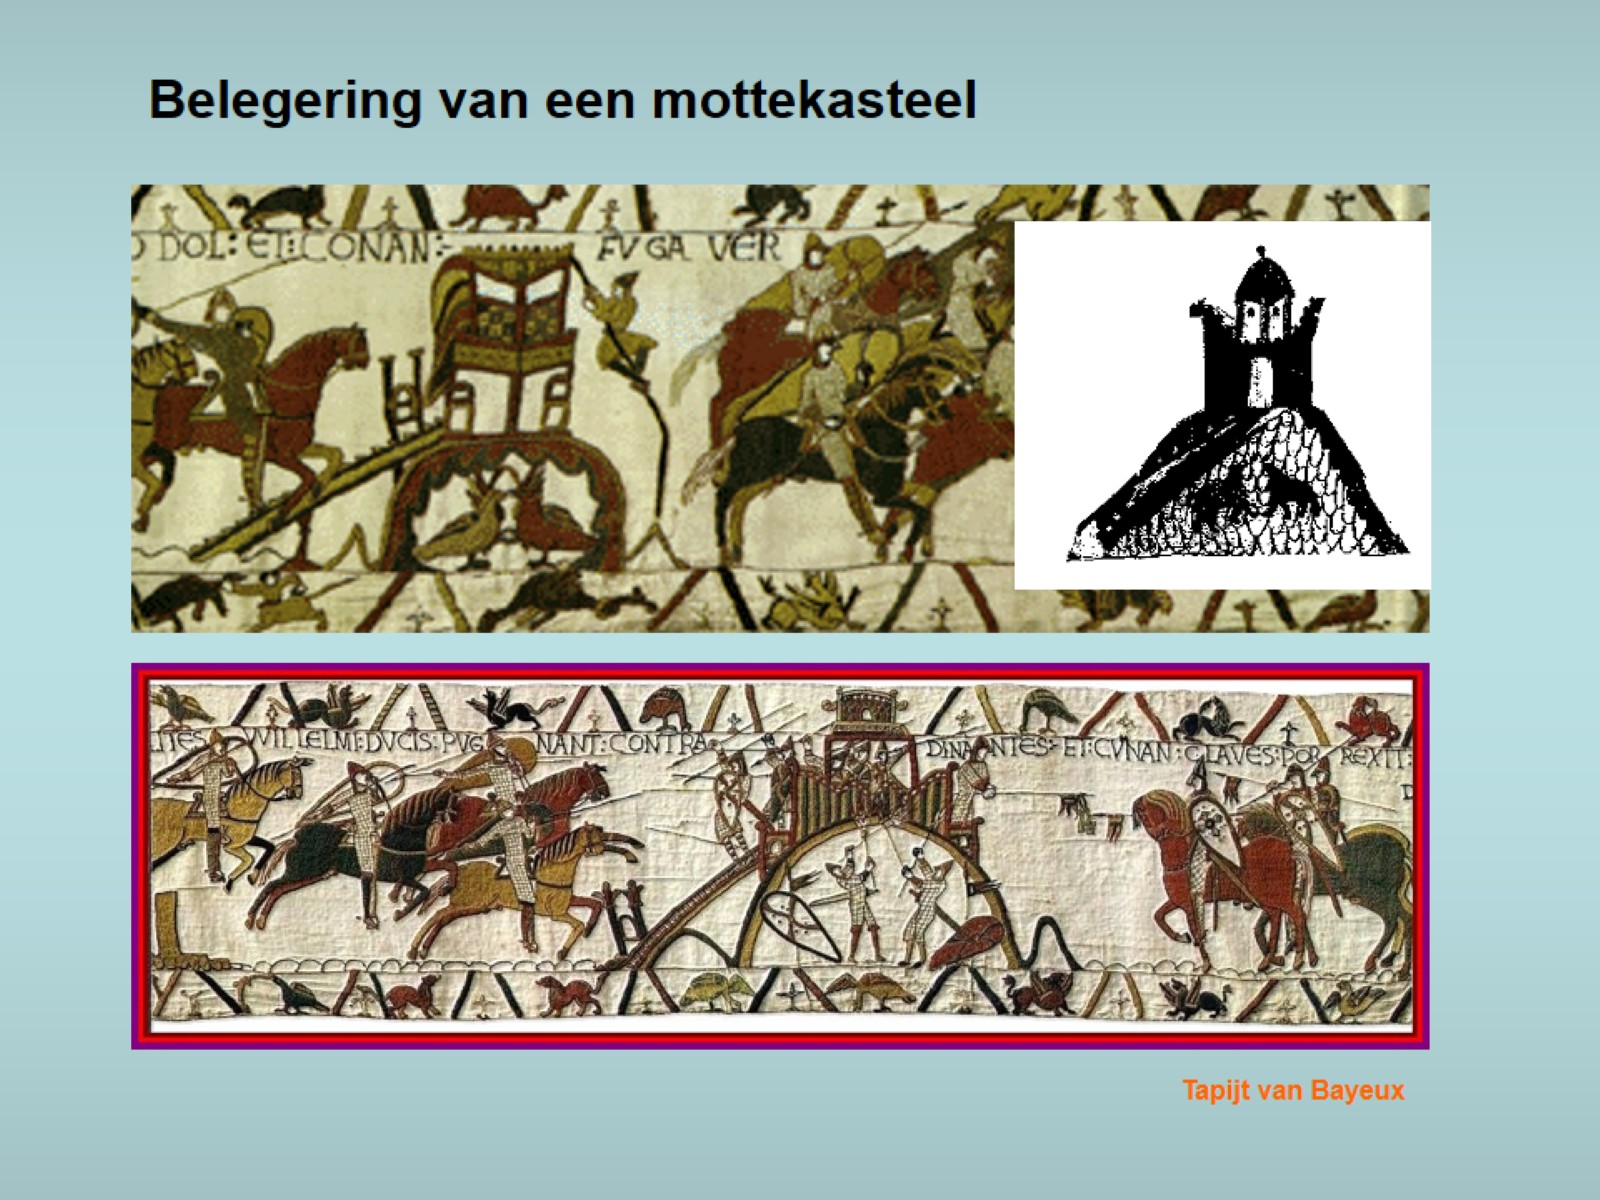 Belegering van een mottekasteel
DOL: ET: CONAN:- FVGA VER
WILLELMI: DVCIS: PVG NANT: CONTRA DINANTES:- ET: CVNAN: CLAVES: POR REXIT:
Tapijt van Bayeux